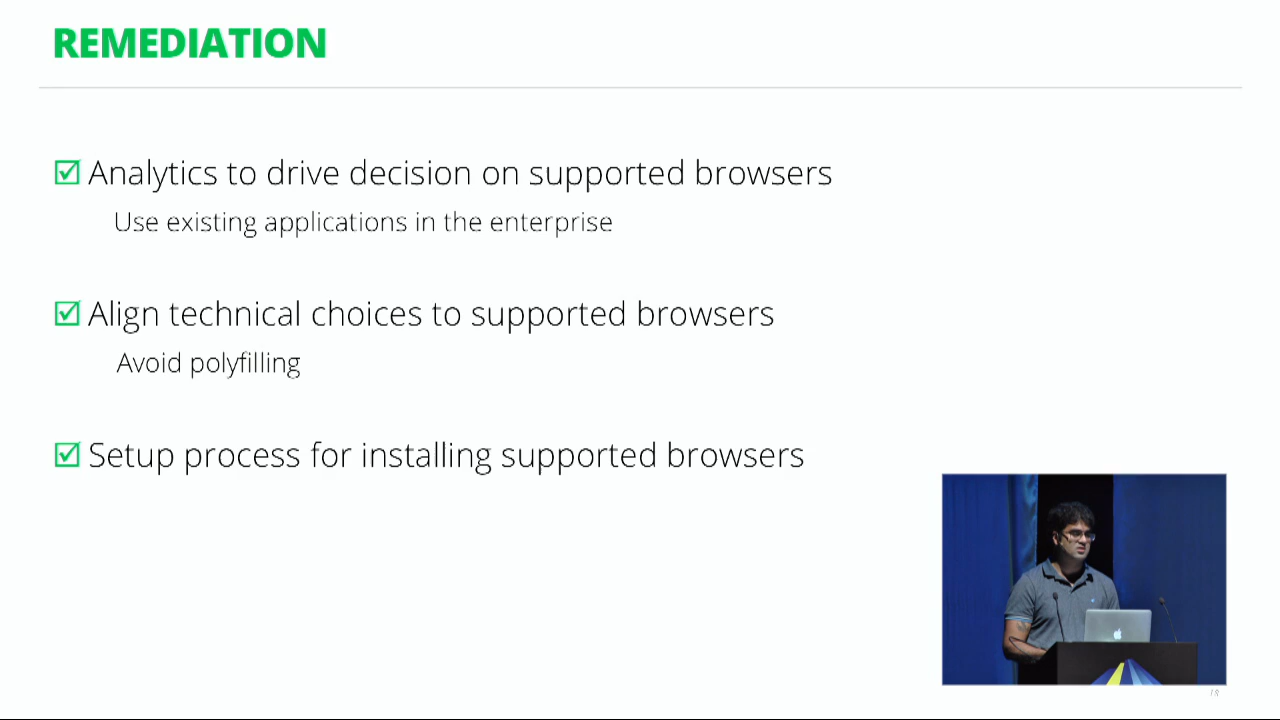 REMEDIATION
Analytics to drive decision on supported browsers
Use existing applications in the enterprise
Align technical choices to supported browsers
Avoid polyfilling
Setup process for installing supported browsers
18